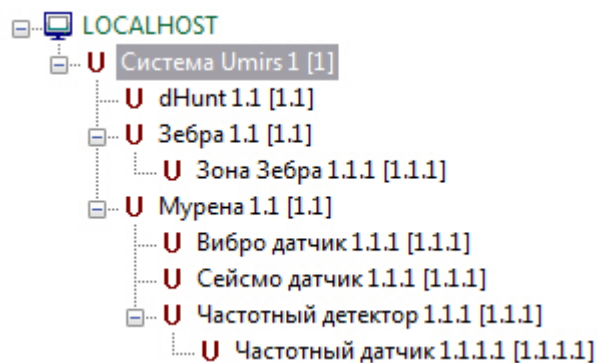 LOCALHOST
U Система Umirs 1 [1]
U dHunt 1.1 [1.1]
U Зебра 1.1 [1.1]
U Зона Зебра 1.1.1 [1.1.1]
U Мурена 1.1 [1.1]
U Вибро датчик 1.1.1 [1.1.1]
U Сейсмо датчик 1.1.1 [1.1.1]
U Частотный детектор 1.1.1 [1.1.1]
U Частотный датчик 1.1.1.1 [1.1.1.1]